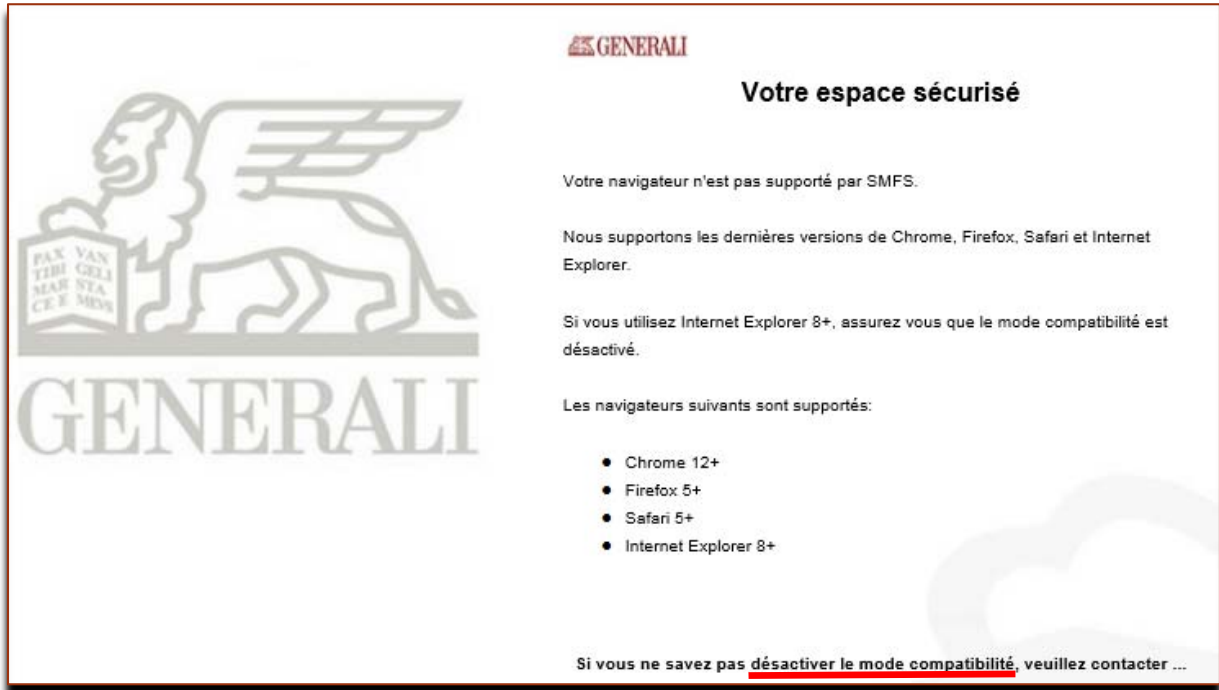 GENERALI
Votre espace sécurisé
PAX VAN
TIBI GELI
MAR STA
CE E MEVS
GENERALI
Votre navigateur n'est pas supporté par SMFS.
Nous supportons les dernières versions de Chrome, Firefox, Safari et Internet
Explorer.
Si vous utilisez Internet Explorer 8+, assurez vous que le mode compatibilité est
désactivé.
Les navigateurs suivants sont supportés:
Chrome 12+
Firefox 5+
Safari 5+
Internet Explorer 8+
Si vous ne savez pas désactiver le mode compatibilité, veuillez contacter ...